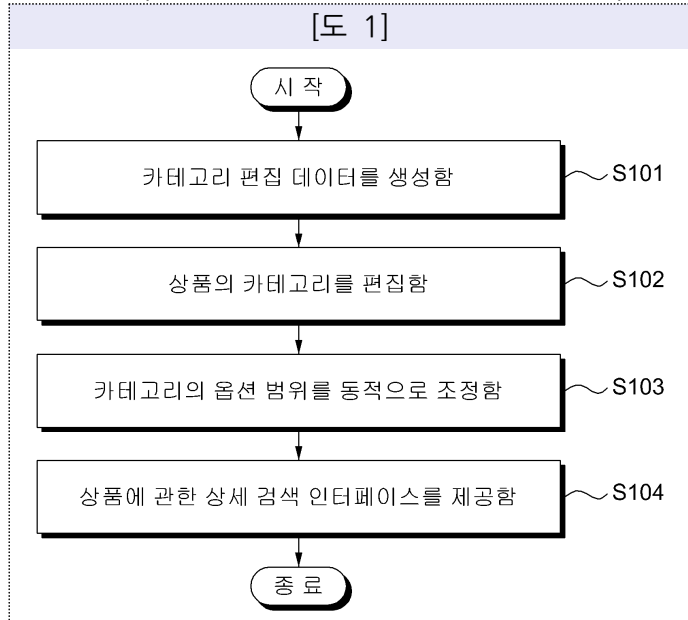 [도 1]
시 작
카테고리 편집 데이터를 생성함
S101
상품의 카테고리를 편집함
S102
카테고리의 옵션 범위를 동적으로 조정함
S103
상품에 관한 상세 검색 인터페이스를 제공함
S104
종 료